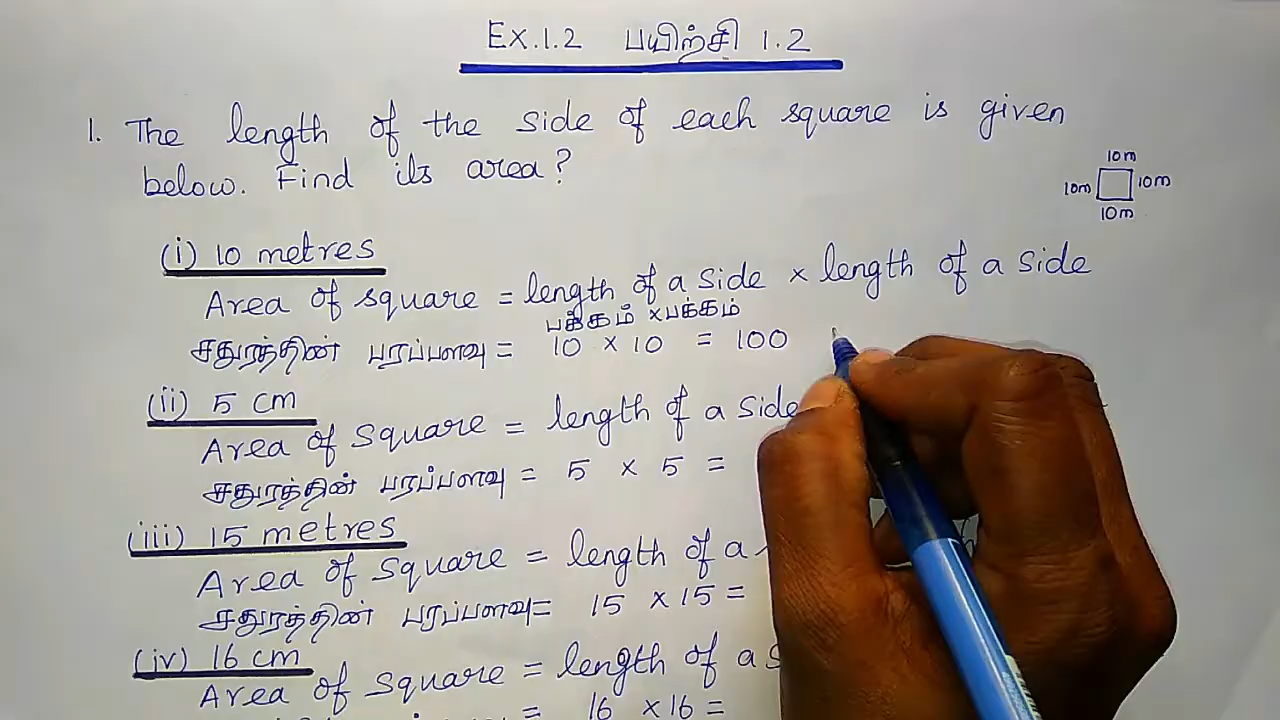 Ex.1.2 பயிற்சி 1.2
1. The length of the side of each square is given
below. Find its area?
10m
10m 10m
10m
(i) 10 metres
Area of square = length of a side × length of a side
பக்கம் × பக்கம்
சதுரத்தின் பரப்பளவு = 10 × 10 = 100
(ii) 5 cm
Area of square = length of a side
சதுரத்தின் பரப்பளவு = 5 × 5 =
(iii) 15 metres
Area of square = length of a
சதுரத்தின் பரப்பளவு = 15 × 15 =
(iv) 16 cm
Area of square = length of a s
= 16 × 16 =